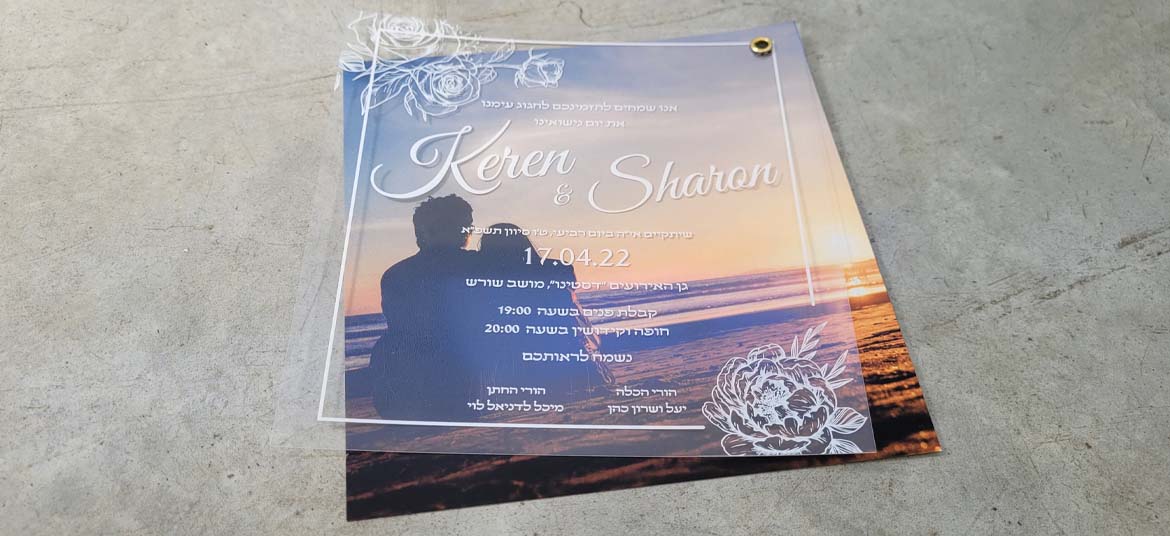 אנו שמחים להזמינכם לחגוג עימנו
את יום נישואינו
Keren
& Sharon
שיתקיים אי"ה ביום רביעי, ט"ו סיוון תשפ"א
17.04.22
גן האירועים "דסטינו", מושב שורש
קבלת פנים בשעה 19:00
חופה וקידושין בשעה 20:00
נשמח לראותכם
הורי הכלה הורי החתן
יעל ושרון כהן מיכל לדניאל לוי